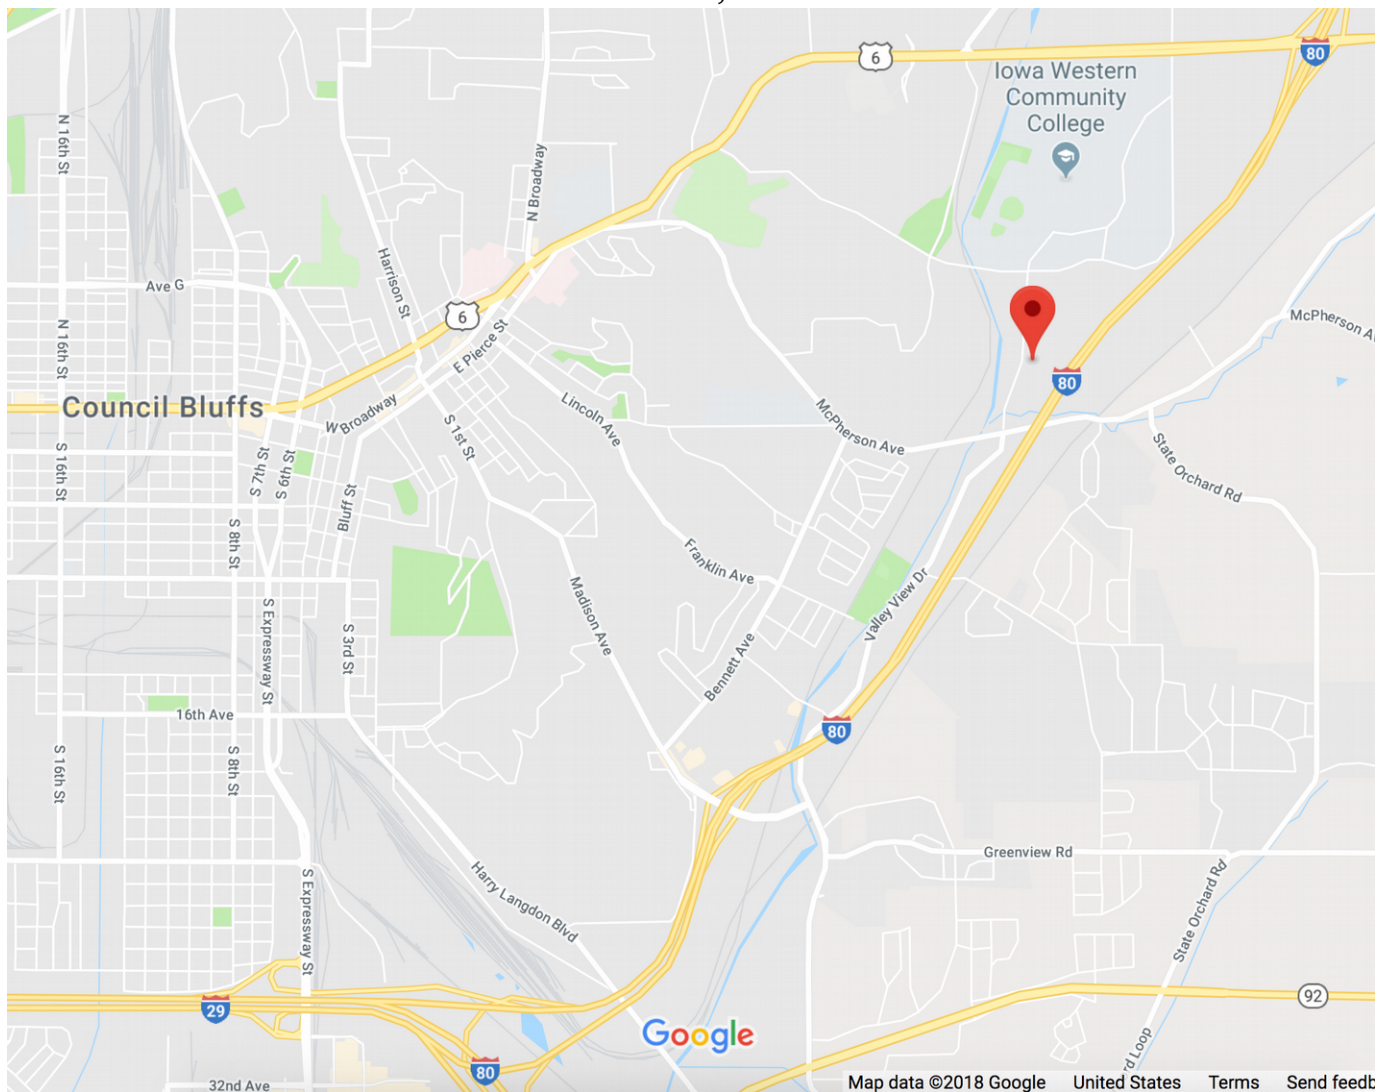 6
80
Iowa Western
Community
College
N 16th St
N Broadway
Harrison St
Ave G
6
E Pierce St
N 16th St
McPherson Av
80
Council Bluffs
W Broadway
Lincoln Ave
S 1st St
McPherson Ave
S 16th St
S 7th St
S 6th St
State Orchard Rd
Bluff St
S 8th St
Franklin Ave
Valley View Dr
Madison Ave
S Expressway St
S 3rd St
Bennett Ave
16th Ave
80
S 16th St
S 8th St
Greenview Rd
Harry Langdon Blvd
S Expressway St
State Orchard Rd
92
29
Google
rd Loop
80
32nd Ave
Map data ©2018 Google United States Terms Send feedb